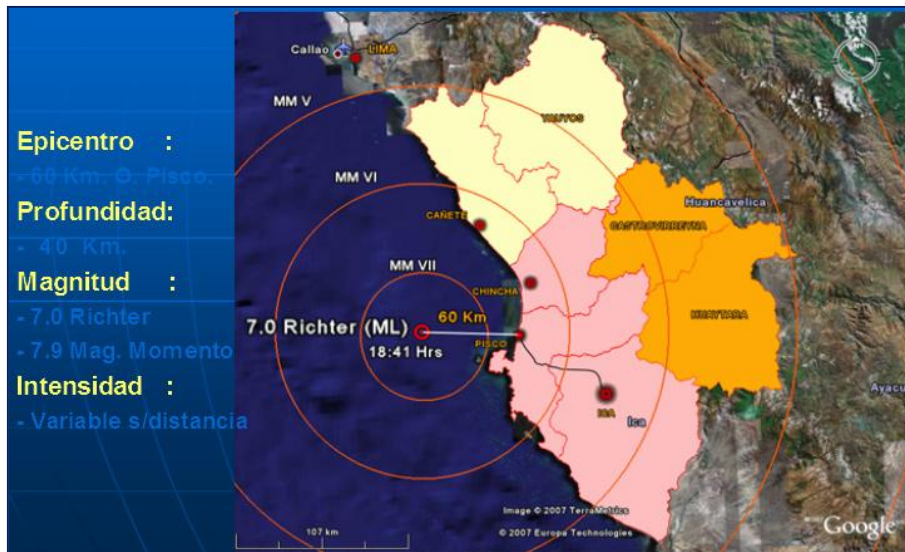 Epicentro :
- 60 Km. O. Pisco.
Profundidad:
- 40 Km.
Magnitud :
- 7.0 Richter
- 7.9 Mag. Momento
Intensidad :
- Variable s/distancia
Callao
LIMA
MM V
YAUYOS
MM VI
Huancavelica
CAÑETE
CASTROVIRREYNA
MM VII
CHINCHA
60 Km
HUAYTARA
7.0 Richter (ML)
18:41 Hrs
PISCO
Ayacu
ICA
Ica
Image © 2007 TerraMetrics
© 2007 Europa Technologies
Google
107 km